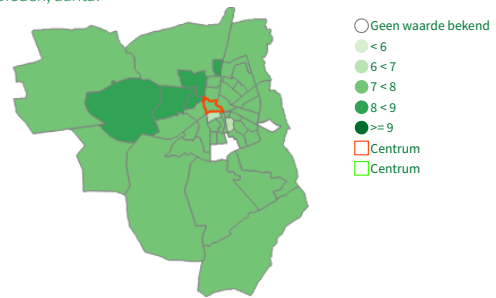 Geen waarde bekend
< 6
6 < 7
7 < 8
8 < 9
>= 9
Centrum
Centrum